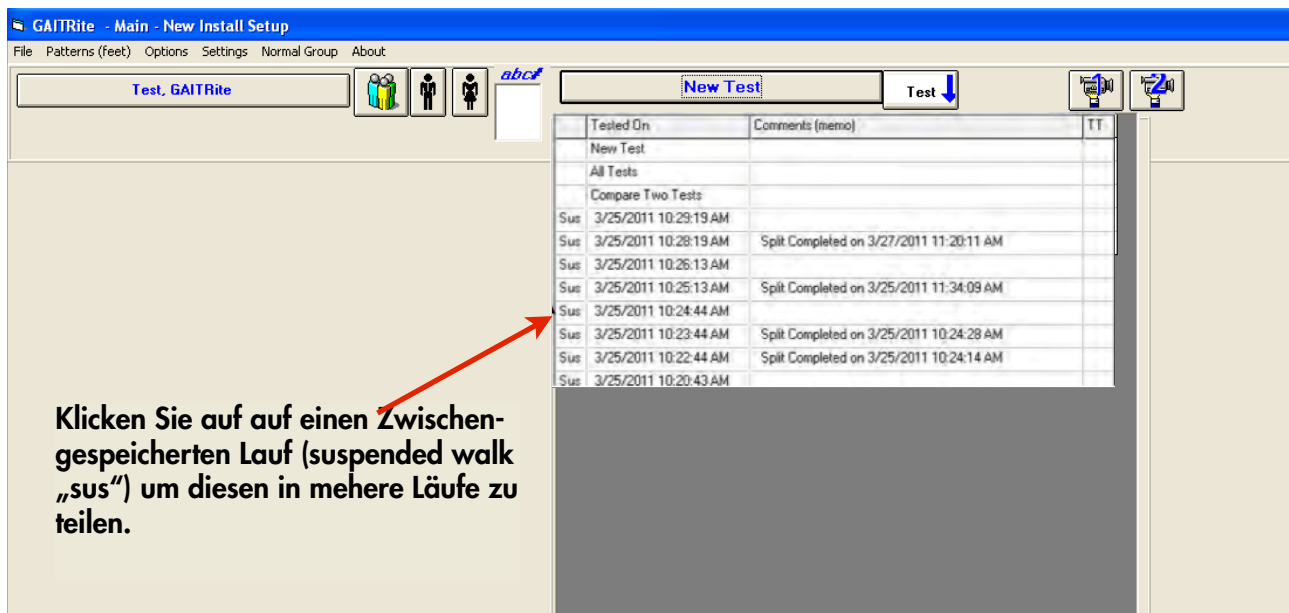 GAITRite - Main - New Install Setup
File Patterns (feet) Options Settings Normal Group About
Test, GAITRite
abc#
New Test
Test
1
2
Tested On Comments (memo) TT
New Test
All Tests
Compare Two Tests
Sus 3/25/2011 10:29:19 AM
Sus 3/25/2011 10:28:19 AM Split Completed on 3/27/2011 11:20:11 AM
Sus 3/25/2011 10:26:13 AM
Sus 3/25/2011 10:25:13 AM Split Completed on 3/25/2011 11:34:09 AM
Sus 3/25/2011 10:24:44 AM
Sus 3/25/2011 10:23:44 AM Split Completed on 3/25/2011 10:24:28 AM
Sus 3/25/2011 10:22:44 AM Split Completed on 3/25/2011 10:24:14 AM
Sus 3/25/2011 10:20:43 AM
Klicken Sie auf auf einen Zwischen-
gespeicherten Lauf (suspended walk
„sus“) um diesen in mehere Läufe zu
teilen.